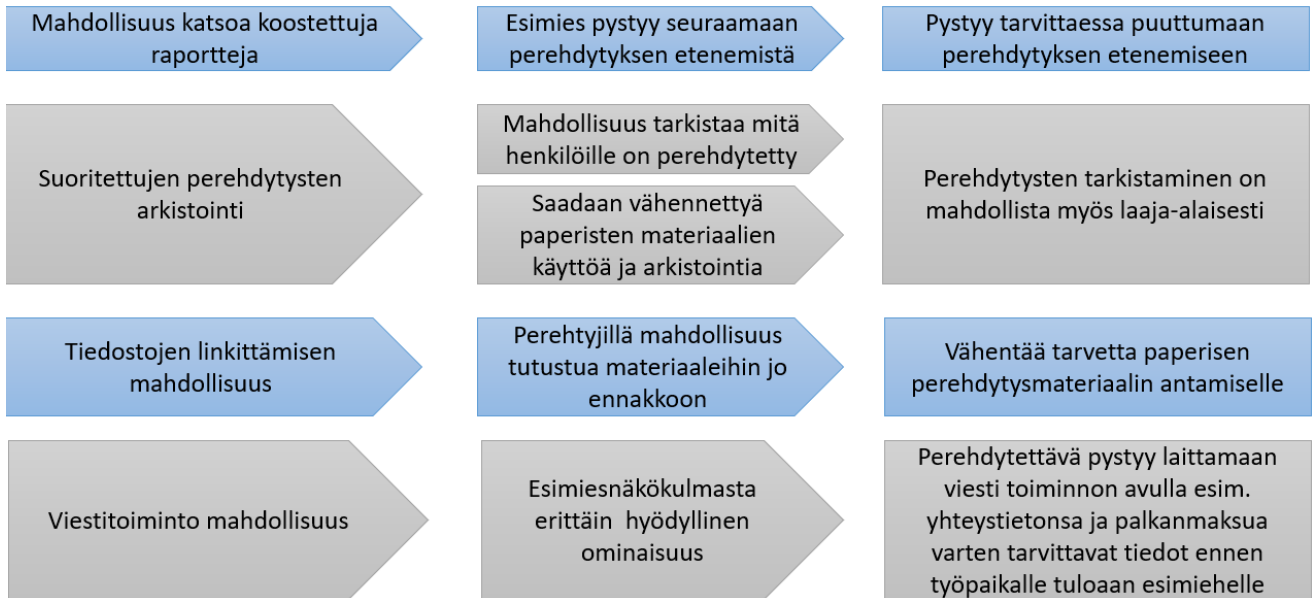 Mahdollisuus katsoa koostettuja
raportteja
Esimies pystyy seuraamaan
perehdytyksen etenemistä
Pystyy tarvittaessa puuttumaan
perehdytyksen etenemiseen
Suoritettujen perehdytysten
arkistointi
Mahdollisuus tarkistaa mitä
henkilöille on perehdytetty
Saadaan vähennettyä
paperisten materiaalien
käyttöä ja arkistointia
Perehdytysten tarkistaminen on
mahdollista myös laaja-alaisesti
Tiedostojen linkittämisen
mahdollisuus
Perehtyjillä mahdollisuus
tutustua materiaaleihin jo
ennakkoon
Vähentää tarvetta paperisen
perehdytysmateriaalin antamiselle
Viestitoiminto mahdollisuus
Esimiesnäkökulmasta
erittäin hyödyllinen
ominaisuus
Perehdytettävä pystyy laittamaan
viesti toiminnon avulla esim.
yhteystietonsa ja palkanmaksua
varten tarvittavat tiedot ennen
työpaikalle tuloaan esimiehelle